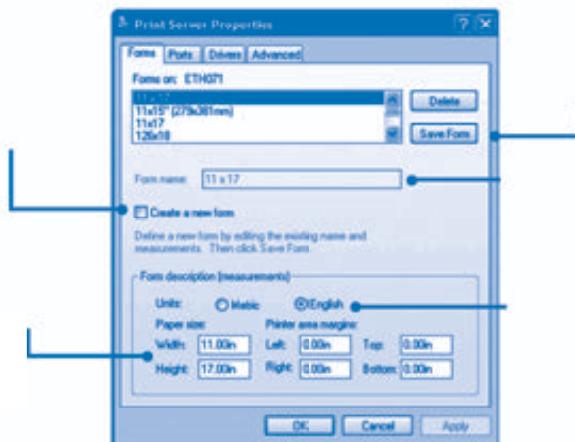 Print Server Properties
Forms Ports Drivers Advanced
Forms on: ETH071
11 x 17
11x15" (279x381mm)
11x17
126x18
Delete
Save Form
Form name: 11 x 17
Create a new form
Define a new form by editing the existing name and
measurements. Then click Save Form.
Form description (measurements)
Units: Metric English
Paper size: Printer area margins:
Width: 11.00in Left: 0.00in Top: 0.00in
Height: 17.00in Right: 0.00in Bottom: 0.00in
OK Cancel Apply